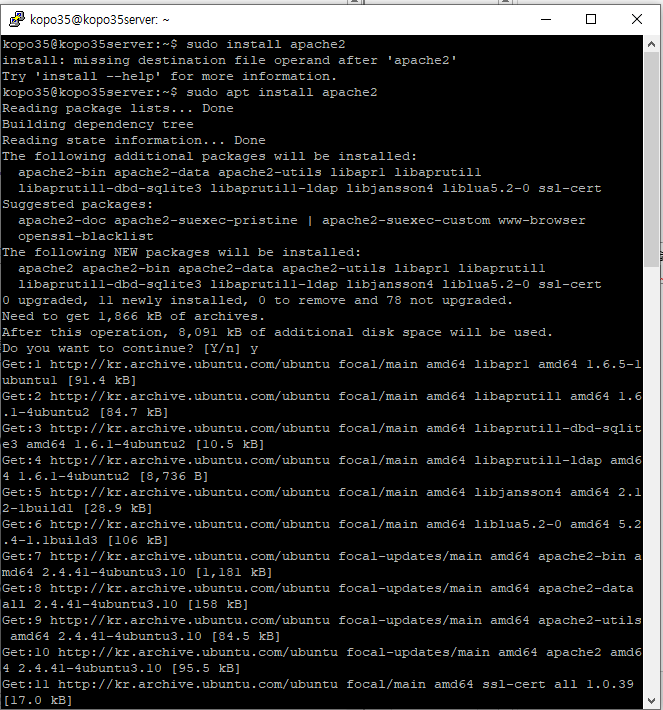 kopo35@kopo35server: ~
kopo35@kopo35server:~$ sudo install apache2
install: missing destination file operand after 'apache2'
Try 'install --help' for more information.
kopo35@kopo35server:~$ sudo apt install apache2
Reading package lists... Done
Building dependency tree
Reading state information... Done
The following additional packages will be installed:
  apache2-bin apache2-data apache2-utils libapr1 libaprutil1
  libaprutil1-dbd-sqlite3 libaprutil1-ldap libjansson4 liblua5.2-0 ssl-cert
Suggested packages:
  apache2-doc apache2-suexec-pristine | apache2-suexec-custom www-browser
  openssl-blacklist
The following NEW packages will be installed:
  apache2 apache2-bin apache2-data apache2-utils libapr1 libaprutil1
  libaprutil1-dbd-sqlite3 libaprutil1-ldap libjansson4 liblua5.2-0 ssl-cert
0 upgraded, 11 newly installed, 0 to remove and 78 not upgraded.
Need to get 1,866 kB of archives.
After this operation, 8,091 kB of additional disk space will be used.
Do you want to continue? [Y/n] y
Get:1 http://kr.archive.ubuntu.com/ubuntu focal/main amd64 libapr1 amd64 1.6.5-1
ubuntu1 [91.4 kB]
Get:2 http://kr.archive.ubuntu.com/ubuntu focal/main amd64 libaprutil1 amd64 1.6
.1-4ubuntu2 [84.7 kB]
Get:3 http://kr.archive.ubuntu.com/ubuntu focal/main amd64 libaprutil1-dbd-sqlit
e3 amd64 1.6.1-4ubuntu2 [10.5 kB]
Get:4 http://kr.archive.ubuntu.com/ubuntu focal/main amd64 libaprutil1-ldap amd6
4 1.6.1-4ubuntu2 [8,736 B]
Get:5 http://kr.archive.ubuntu.com/ubuntu focal/main amd64 libjansson4 amd64 2.1
2-1build1 [28.9 kB]
Get:6 http://kr.archive.ubuntu.com/ubuntu focal/main amd64 liblua5.2-0 amd64 5.2
.4-1.1build3 [106 kB]
Get:7 http://kr.archive.ubuntu.com/ubuntu focal-updates/main amd64 apache2-bin a
md64 2.4.41-4ubuntu3.10 [1,181 kB]
Get:8 http://kr.archive.ubuntu.com/ubuntu focal-updates/main amd64 apache2-data
all 2.4.41-4ubuntu3.10 [158 kB]
Get:9 http://kr.archive.ubuntu.com/ubuntu focal-updates/main amd64 apache2-utils
 amd64 2.4.41-4ubuntu3.10 [84.5 kB]
Get:10 http://kr.archive.ubuntu.com/ubuntu focal-updates/main amd64 apache2 amd6
4 2.4.41-4ubuntu3.10 [95.5 kB]
Get:11 http://kr.archive.ubuntu.com/ubuntu focal/main amd64 ssl-cert all 1.0.39
[17.0 kB]